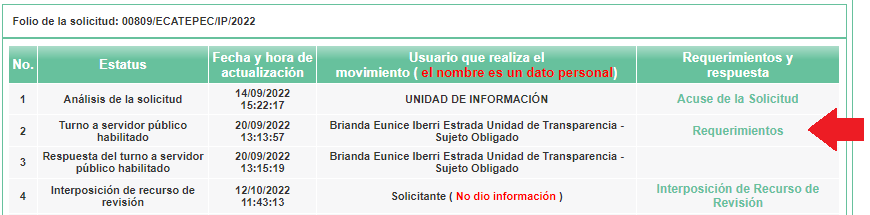 Folio de la solicitud: 00809/ECATEPEC/IP/2022
No.
Estatus
Fecha y hora de
actualización
Usuario que realiza el
movimiento ( el nombre es un dato personal)
Requerimientos y
respuesta
1
Análisis de la solicitud
14/09/2022
15:22:17
UNIDAD DE INFORMACIÓN
Acuse de la Solicitud
2
Turno a servidor público
habilitado
20/09/2022
13:13:57
Brianda Eunice Iberri Estrada Unidad de Transparencia -
Sujeto Obligado
Requerimientos
3
Respuesta del turno a servidor
público habilitado
20/09/2022
13:15:19
Brianda Eunice Iberri Estrada Unidad de Transparencia -
Sujeto Obligado
4
Interposición de recurso de
revisión
12/10/2022
11:43:13
Solicitante ( No dio información )
Interposición de Recurso de
Revisión